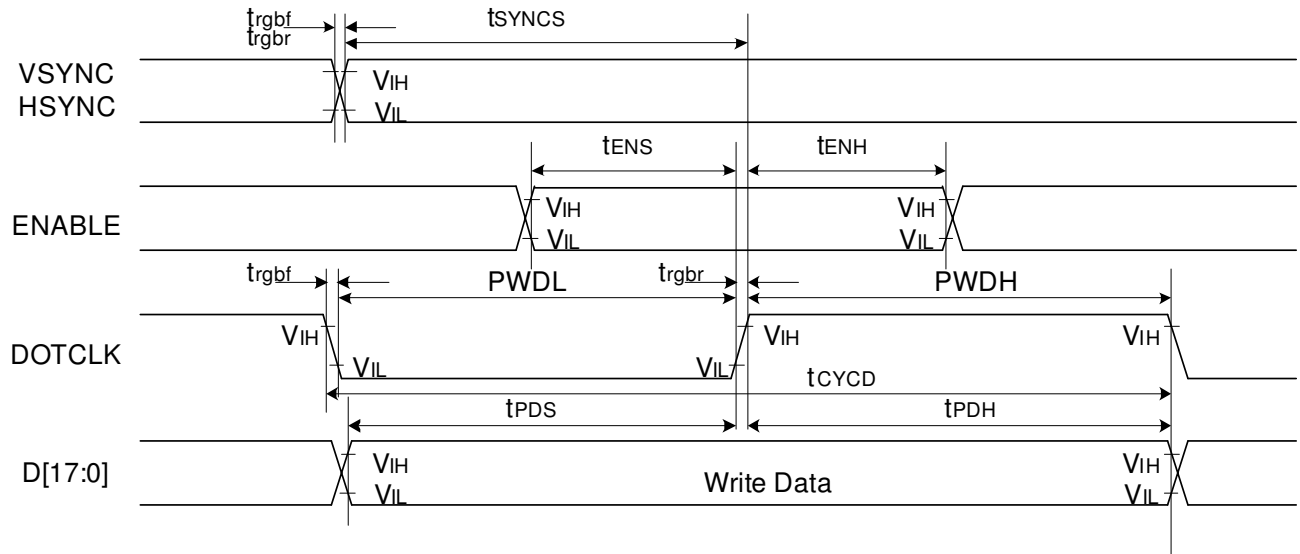 trgbf
trgbr
tSYNCS
VSYNC
HSYNC
VIH
VIL
tENS
tENH
ENABLE
VIH
VIL
VIH
VIL
trgbf
PWDL
trgbr
PWDH
DOTCLK
VIH
VIL
VIL
VIH
VIH
tCYCD
tPDS
tPDH
D[17:0]
VIH
VIL
Write Data
VIH
VIL